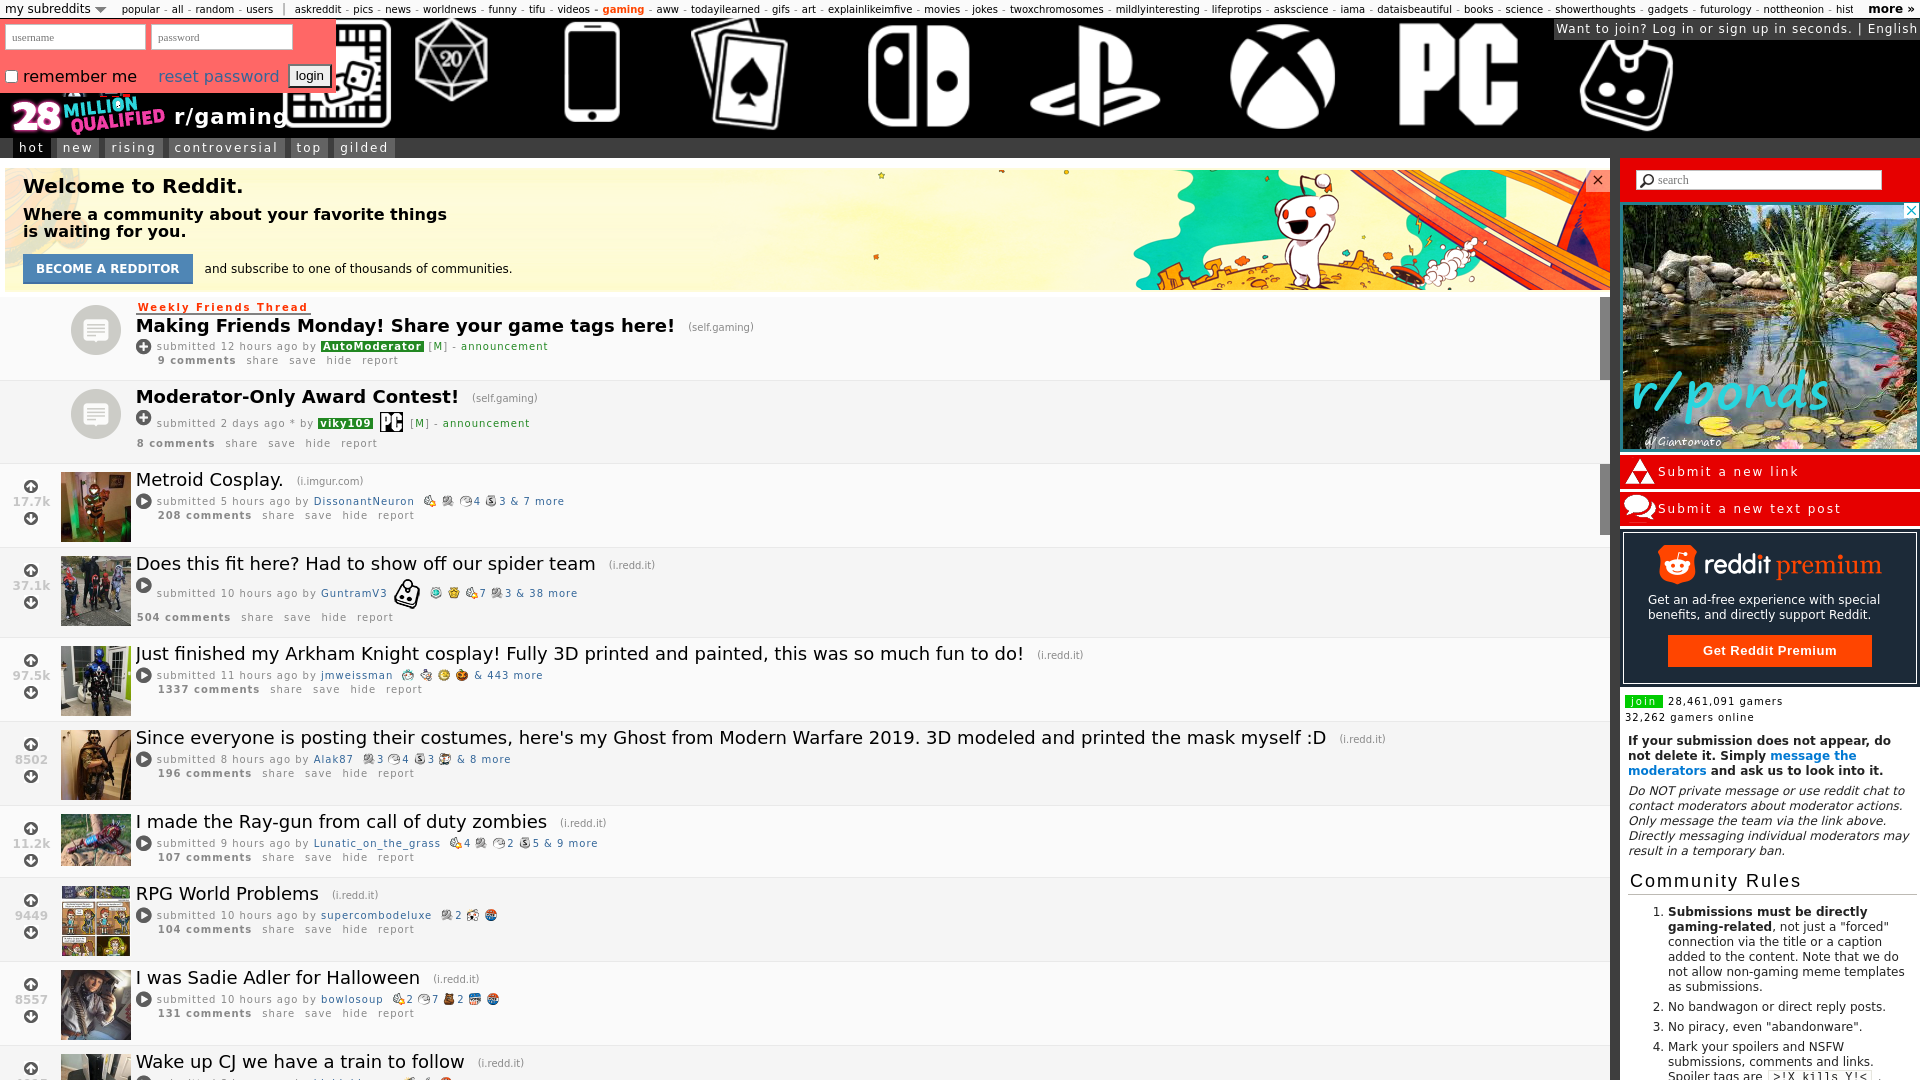 my subreddits popular - all - random - users | askreddit - pics - news - worldnews - funny - tifu - videos - gaming - aww - todayilearned - gifs - art - explainlikeimfive - movies - jokes - twoxchromosomes - mildlyinteresting - lifeprotips - askscience - iama - dataisbeautiful - books - science - showerthoughts - gadgets - futurology - nottheonion - hist more »
username password
Want to join? Log in or sign up in seconds. | English
remember me reset password login
20
PC
28 MILLION QUALIFIED r/gaming
hot new rising controversial top gilded
Welcome to Reddit.
Where a community about your favorite things
is waiting for you.
BECOME A REDDITOR and subscribe to one of thousands of communities.
Weekly Friends Thread
Making Friends Monday! Share your game tags here! (self.gaming)
submitted 12 hours ago by AutoModerator [M] - announcement
9 comments share save hide report
Moderator-Only Award Contest! (self.gaming)
submitted 2 days ago * by viky109 PC [M] - announcement
8 comments share save hide report
17.7k
Metroid Cosplay. (i.imgur.com)
submitted 5 hours ago by DissonantNeuron 4 3 & 7 more
208 comments share save hide report
37.1k
Does this fit here? Had to show off our spider team (i.redd.it)
submitted 10 hours ago by GuntramV3 7 3 & 38 more
504 comments share save hide report
97.5k
Just finished my Arkham Knight cosplay! Fully 3D printed and painted, this was so much fun to do! (i.redd.it)
submitted 11 hours ago by jmweissman & 443 more
1337 comments share save hide report
8502
Since everyone is posting their costumes, here's my Ghost from Modern Warfare 2019. 3D modeled and printed the mask myself :D (i.redd.it)
submitted 8 hours ago by Alak87 3 4 3 & 8 more
196 comments share save hide report
11.2k
I made the Ray-gun from call of duty zombies (i.redd.it)
submitted 9 hours ago by Lunatic_on_the_grass 4 2 5 & 9 more
107 comments share save hide report
9449
RPG World Problems (i.redd.it)
submitted 10 hours ago by supercombodeluxe 2
104 comments share save hide report
8557
I was Sadie Adler for Halloween (i.redd.it)
submitted 10 hours ago by bowlosoup 2 7 2
131 comments share save hide report
Wake up CJ we have a train to follow (i.redd.it)
search
r/ponds
u/Giantomato
Submit a new link
Submit a new text post
reddit premium
Get an ad-free experience with special
benefits, and directly support Reddit.
Get Reddit Premium
join 28,461,091 gamers
32,262 gamers online
If your submission does not appear, do
not delete it. Simply message the
moderators and ask us to look into it.
Do NOT private message or use reddit chat to
contact moderators about moderator actions.
Only message the team via the link above.
Directly messaging individual moderators may
result in a temporary ban.
Community Rules
1. Submissions must be directly
gaming-related, not just a "forced"
connection via the title or a caption
added to the content. Note that we do
not allow non-gaming meme templates
as submissions.
2. No bandwagon or direct reply posts.
3. No piracy, even "abandonware".
4. Mark your spoilers and NSFW
submissions, comments and links.
Spoiler tags are >!X kills Y!< .